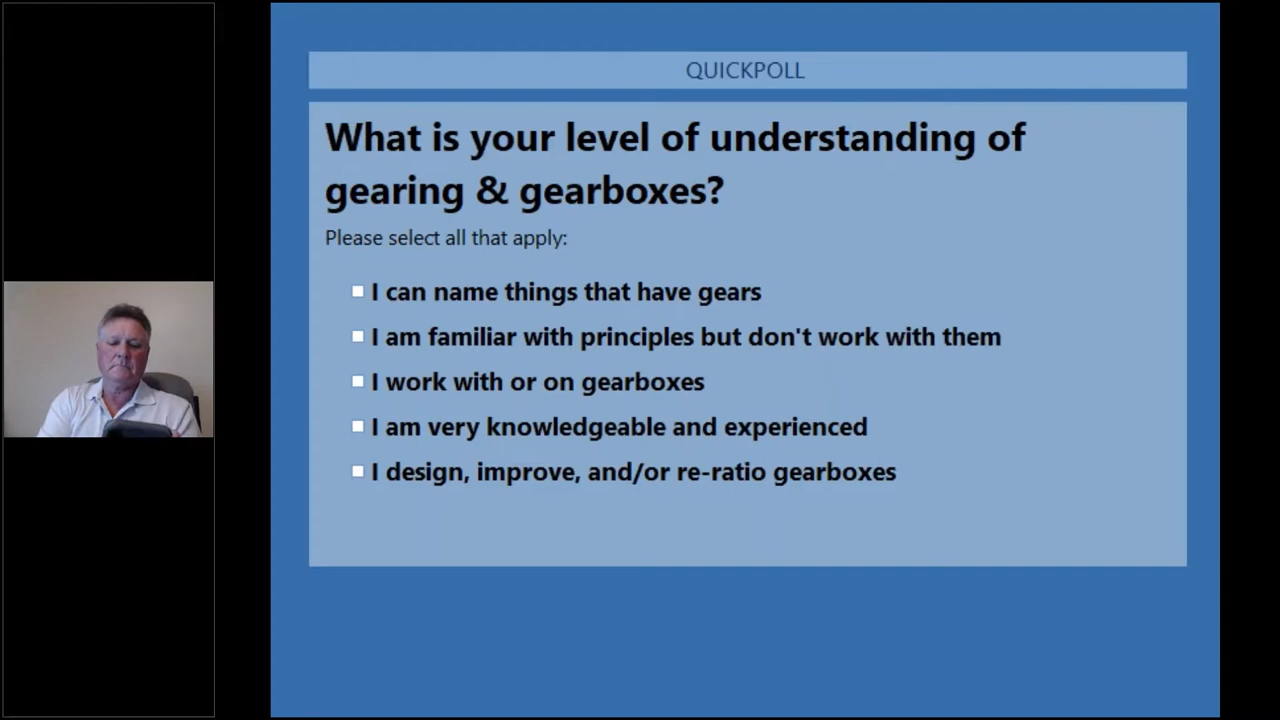 QUICKPOLL
What is your level of understanding of
gearing & gearboxes?
Please select all that apply:
I can name things that have gears
I am familiar with principles but don't work with them
I work with or on gearboxes
I am very knowledgeable and experienced
I design, improve, and/or re-ratio gearboxes